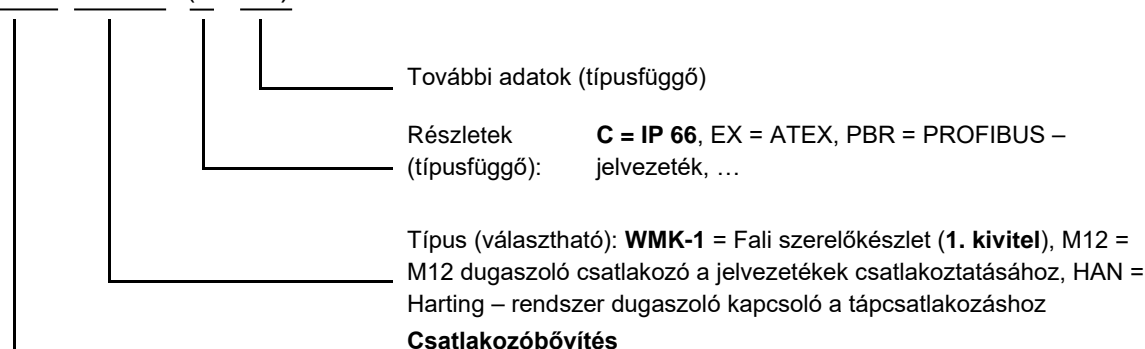 További adatok (típusfüggő)
Részletek (típusfüggő): C = IP 66, EX = ATEX, PBR = PROFIBUS – jelvezeték, …
Típus (választható): WMK-1 = Fali szerelőkészlet (1. kivitel), M12 =
M12 dugaszoló csatlakozó a jelvezetékek csatlakoztatásához, HAN =
Harting – rendszer dugaszoló kapcsoló a tápcsatlakozáshoz
Csatlakozóbővítés